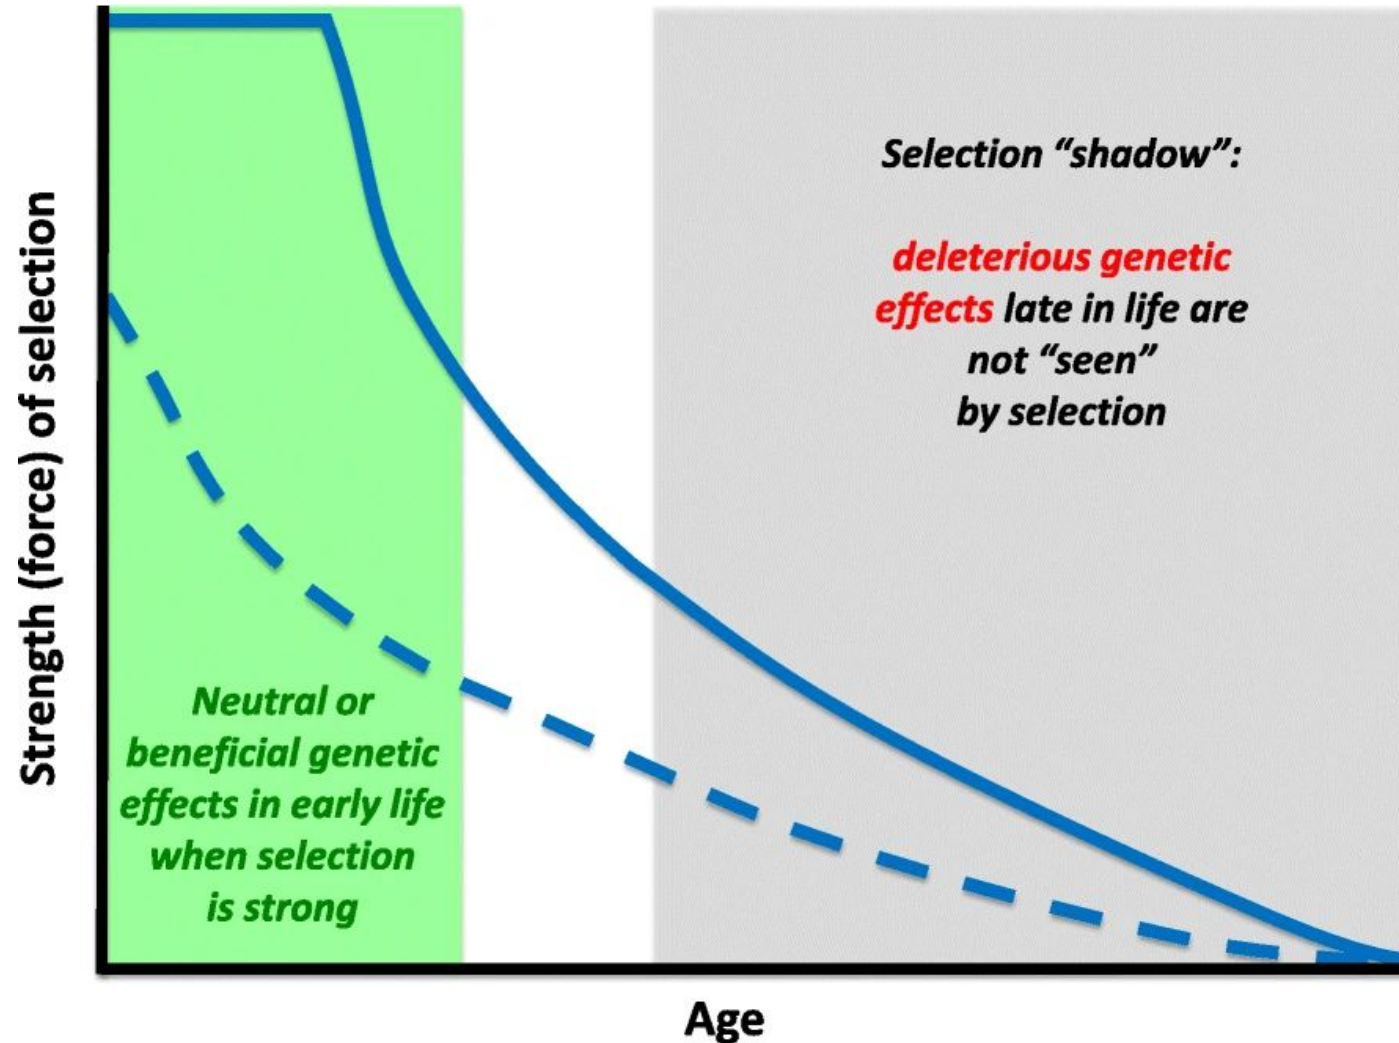 Strength (force) of selection
Selection “shadow”:
deleterious genetic
effects late in life are
not “seen”
by selection
Neutral or
beneficial genetic
effects in early life
when selection
is strong
Age